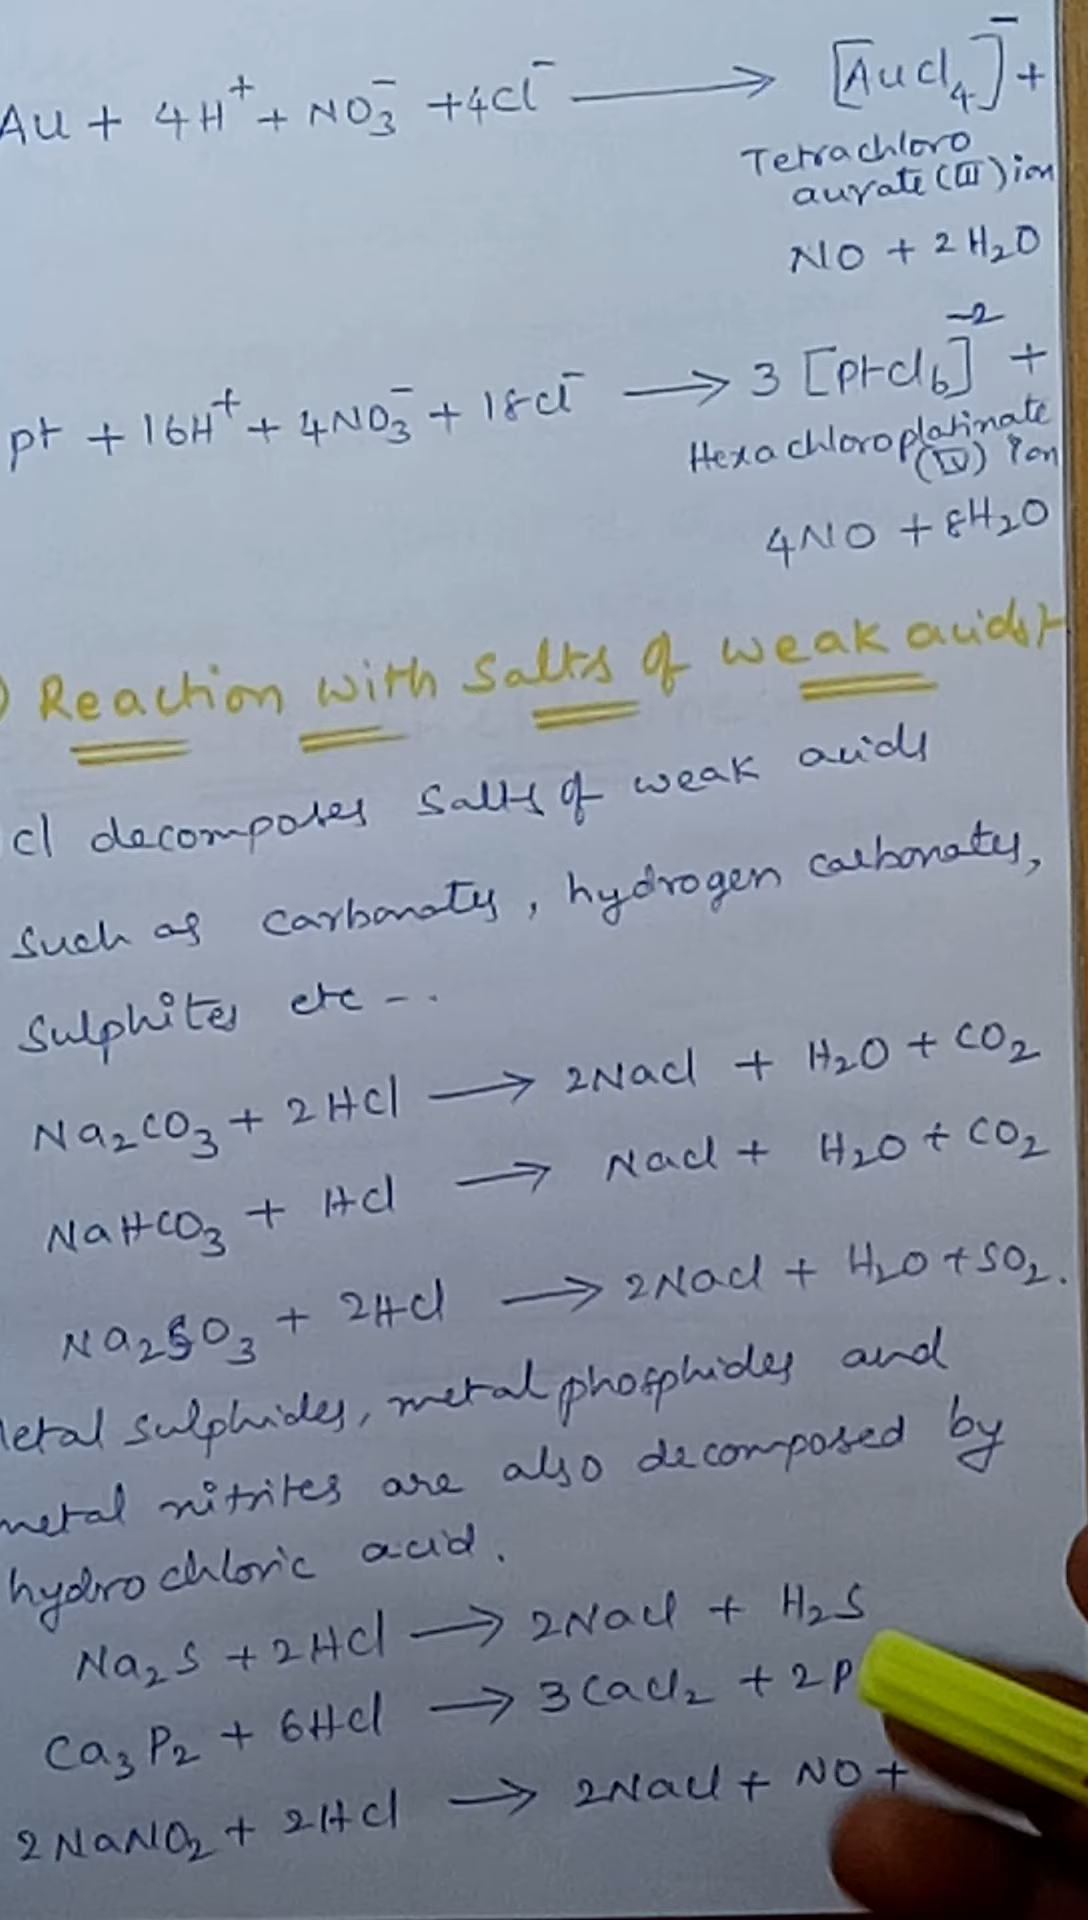 Au + 4H⁺ + NO₃⁻ + 4Cl⁻ ⟶ [AuCl₄]⁻ +
Tetrachloro
aurate (III) ion
NO + 2H₂O
pt + 16H⁺ + 4NO₃⁻ + 18Cl⁻ ⟶ 3 [ptCl₆]⁻² +
Hexachloroplatinate
(IV) ion
4NO + 8H₂O
) Reaction with Salts of weak acids:-
cl decomposes salts of weak acids
such as carbonates, hydrogen carbonates,
sulphites etc -..
Na₂CO₃ + 2HCl ⟶ 2NaCl + H₂O + CO₂
NaHCO₃ + HCl ⟶ NaCl + H₂O + CO₂
Na₂SO₃ + 2HCl ⟶ 2NaCl + H₂O + SO₂.
etal sulphides, metal phosphides and
metal nitrites are also decomposed by
hydrochloric acid.
Na₂S + 2HCl ⟶ 2NaCl + H₂S
Ca₃P₂ + 6HCl ⟶ 3CaCl₂ + 2P
2NaNO₂ + 2HCl ⟶ 2NaCl + NO +